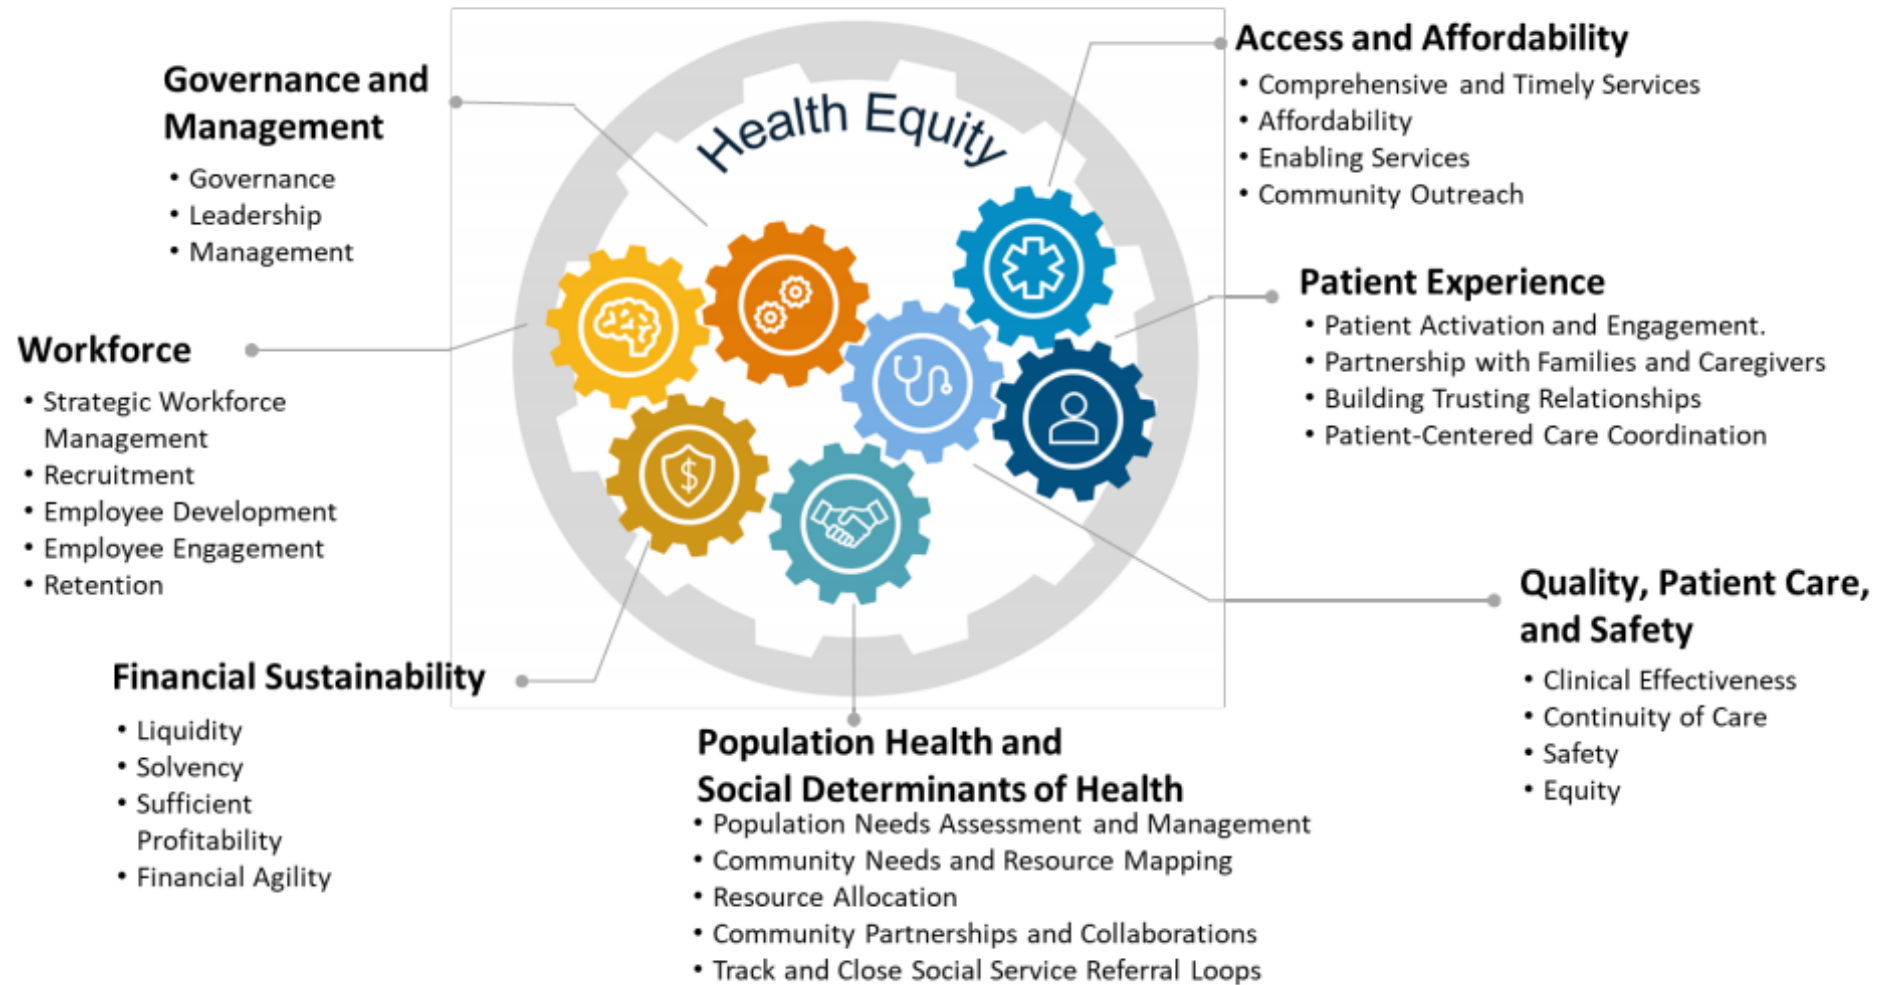 Health Equity
Governance and
Management
• Governance
• Leadership
• Management
Workforce
• Strategic Workforce
Management
• Recruitment
• Employee Development
• Employee Engagement
• Retention
Financial Sustainability
• Liquidity
• Solvency
• Sufficient
Profitability
• Financial Agility
$
Population Health and
Social Determinants of Health
• Population Needs Assessment and Management
• Community Needs and Resource Mapping
• Resource Allocation
• Community Partnerships and Collaborations
• Track and Close Social Service Referral Loops
Access and Affordability
• Comprehensive and Timely Services
• Affordability
• Enabling Services
• Community Outreach
Patient Experience
• Patient Activation and Engagement.
• Partnership with Families and Caregivers
• Building Trusting Relationships
• Patient-Centered Care Coordination
Quality, Patient Care,
and Safety
• Clinical Effectiveness
• Continuity of Care
• Safety
• Equity